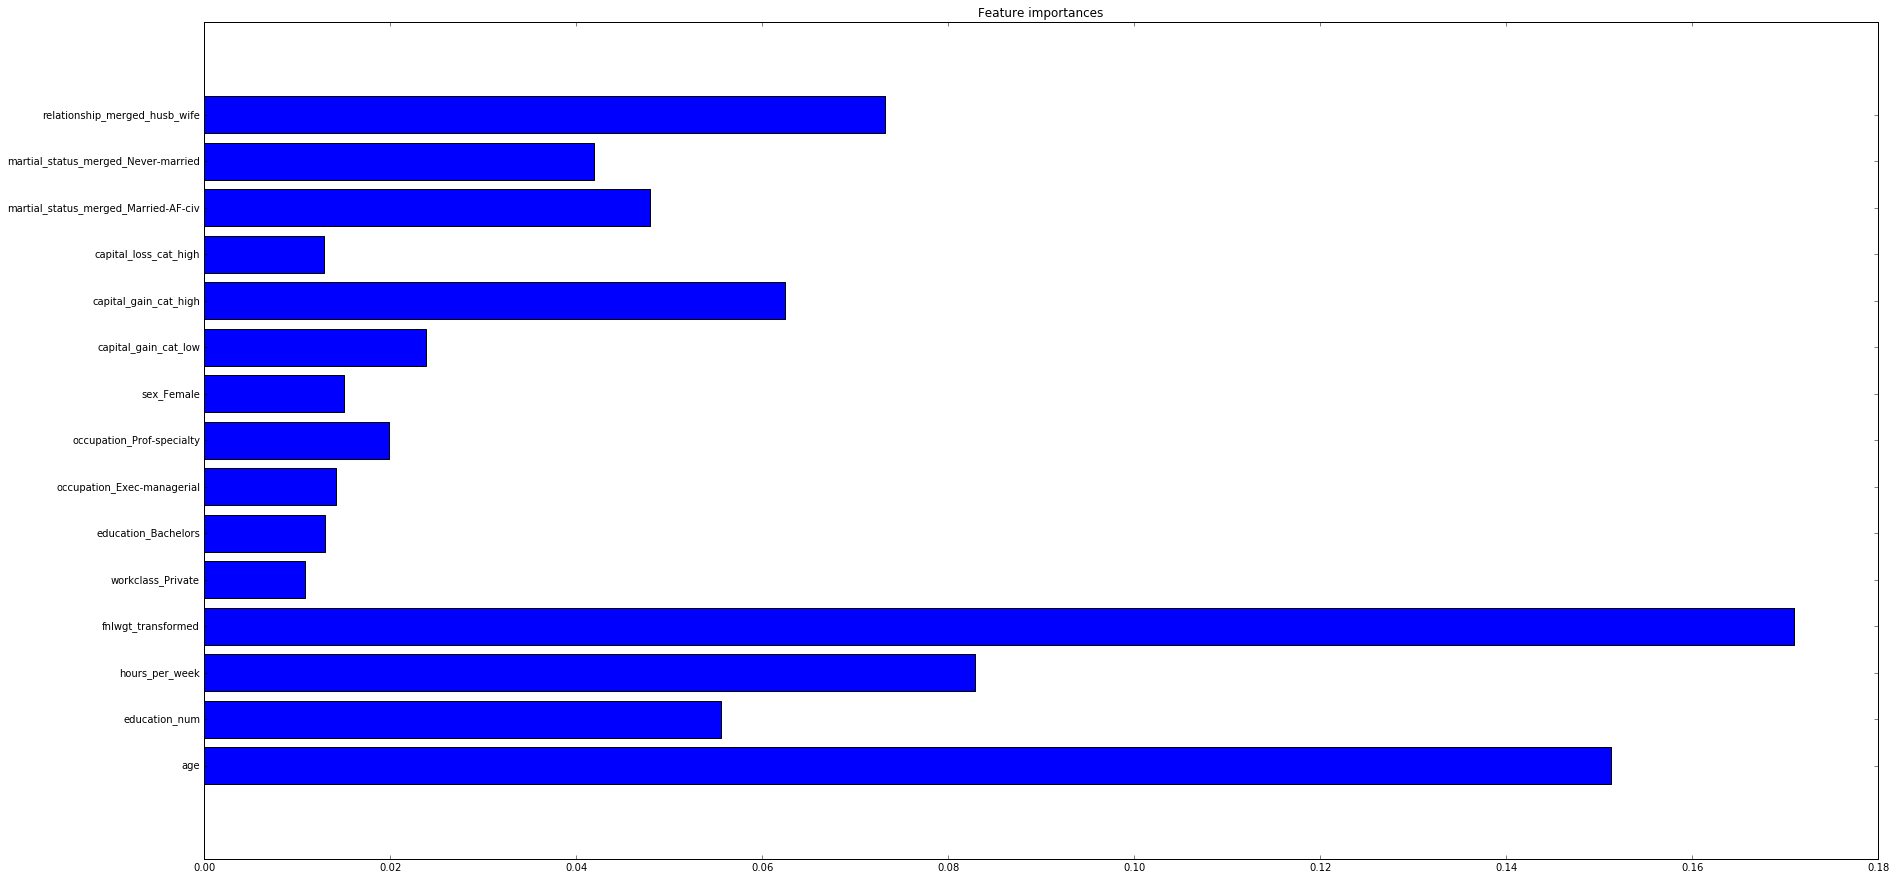 Feature importances
relationship_merged_husb_wife
martial_status_merged_Never-married
martial_status_merged_Married-AF-civ
capital_loss_cat_high
capital_gain_cat_high
capital_gain_cat_low
sex_Female
occupation_Prof-specialty
occupation_Exec-managerial
education_Bachelors
workclass_Private
fnlwgt_transformed
hours_per_week
education_num
age
0.00 0.02 0.04 0.06 0.08 0.10 0.12 0.14 0.16 0.18